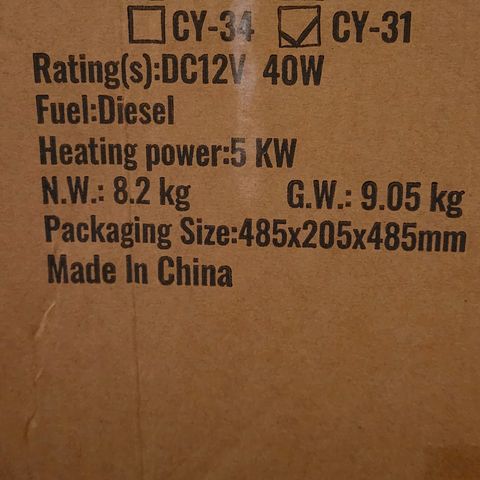 ☐ CY-34 ☑ CY-31
Rating(s):DC12V 40W
Fuel:Diesel
Heating power:5 KW
N.W.: 8.2 kg G.W.: 9.05 kg
Packaging Size:485x205x485mm
Made In China